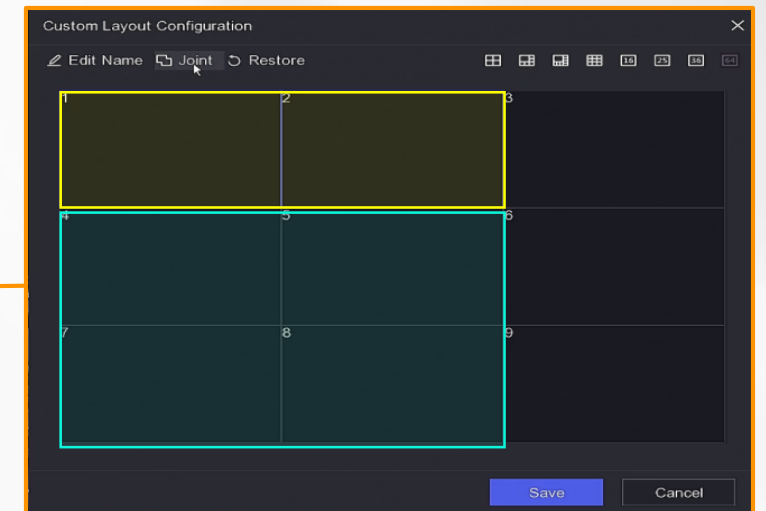 Custom Layout Configuration
Edit Name Joint Restore 16 25 36 64
1 2 3
4 5 6
7 8 9
Save Cancel